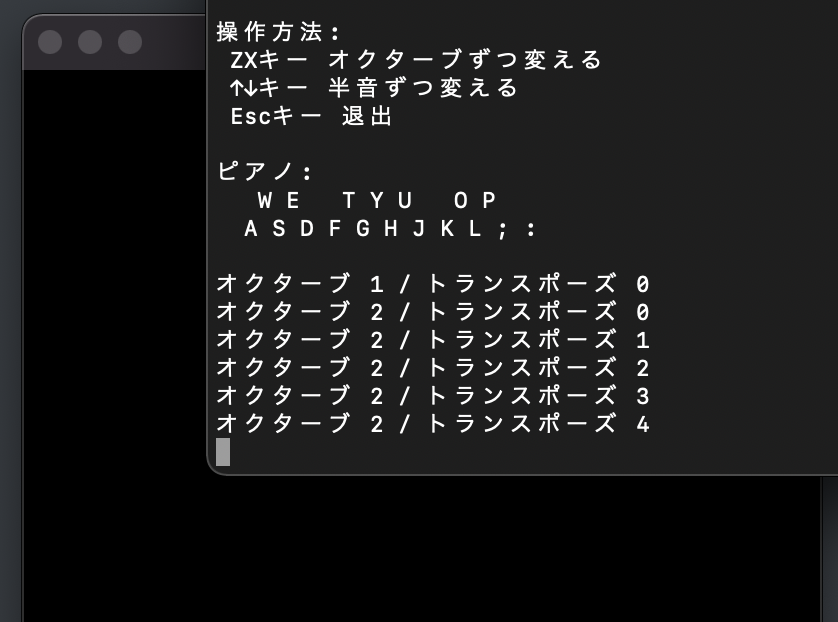 操作方法:
ZXキー オクターブずつ変える
↑↓キー 半音ずつ変える
Escキー 退出
ピアノ:
W E   T Y U   O P
A S D F G H J K L ; :
オクターブ 1 / トランスポーズ 0
オクターブ 2 / トランスポーズ 0
オクターブ 2 / トランスポーズ 1
オクターブ 2 / トランスポーズ 2
オクターブ 2 / トランスポーズ 3
オクターブ 2 / トランスポーズ 4